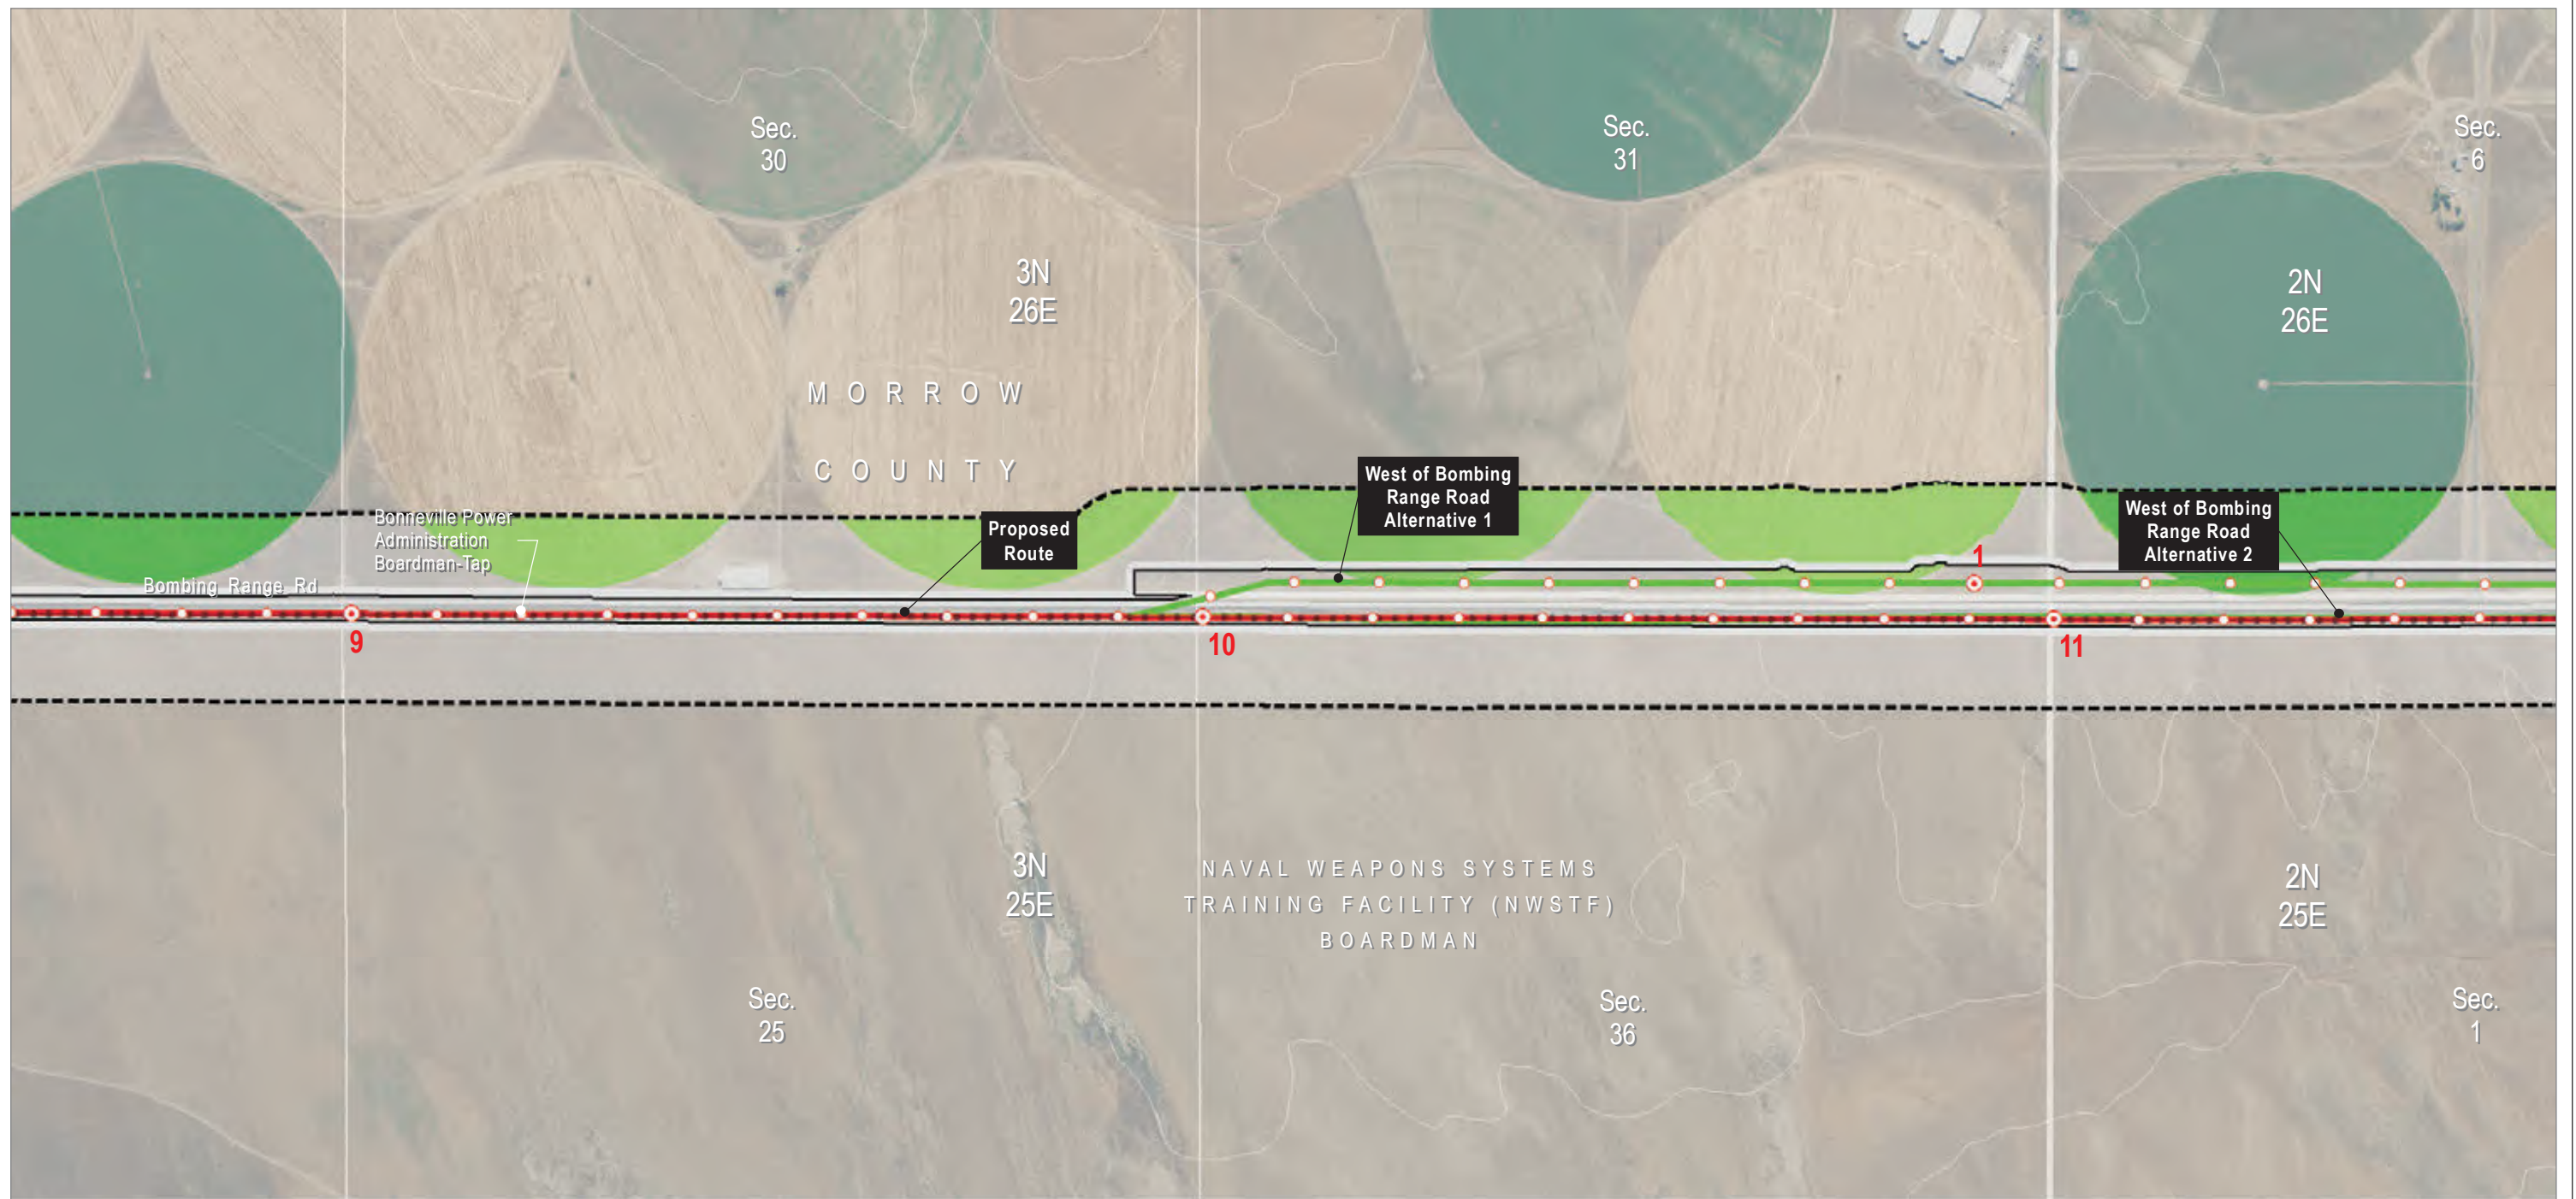 Sec.
30
Sec.
31
Sec.
6
3N
26E
2N
26E
MORROW
COUNTY
West of Bombing
Range Road
Alternative 1
West of Bombing
Range Road
Alternative 2
Bonneville Power
Administration
Boardman-Tap
Proposed
Route
Bombing Range Rd
1
9
10
11
3N
25E
NAVAL WEAPONS SYSTEMS
TRAINING FACILITY (NWSTF)
BOARDMAN
2N
25E
Sec.
25
Sec.
36
Sec.
1